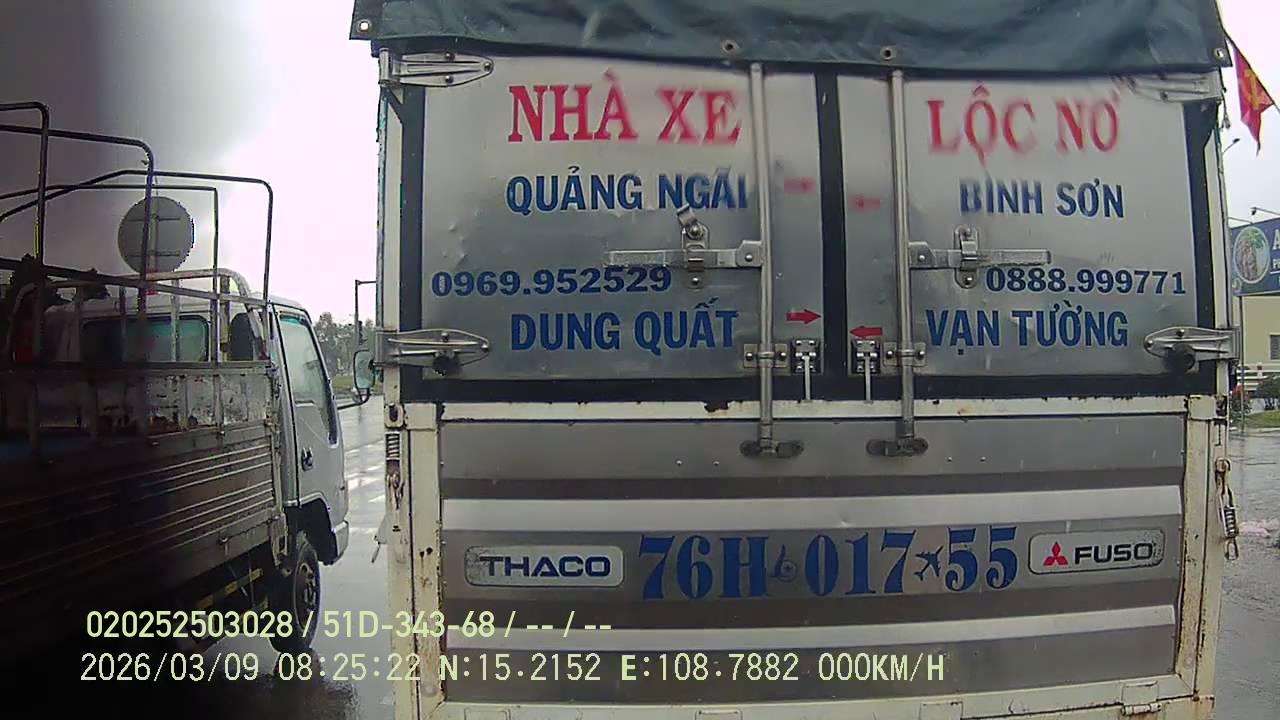 NHÀ XE LỘC NƠ
QUẢNG NGÃI BÌNH SƠN
0969.952529 0888.999771
DUNG QUẤT VẠN TƯỜNG
THACO 76H 017 55 FUSO
020252503028 / 51D-343-68 / -- / --
2026/03/09 08:25:22 N:15.2152 E:108.7882 000KM/H